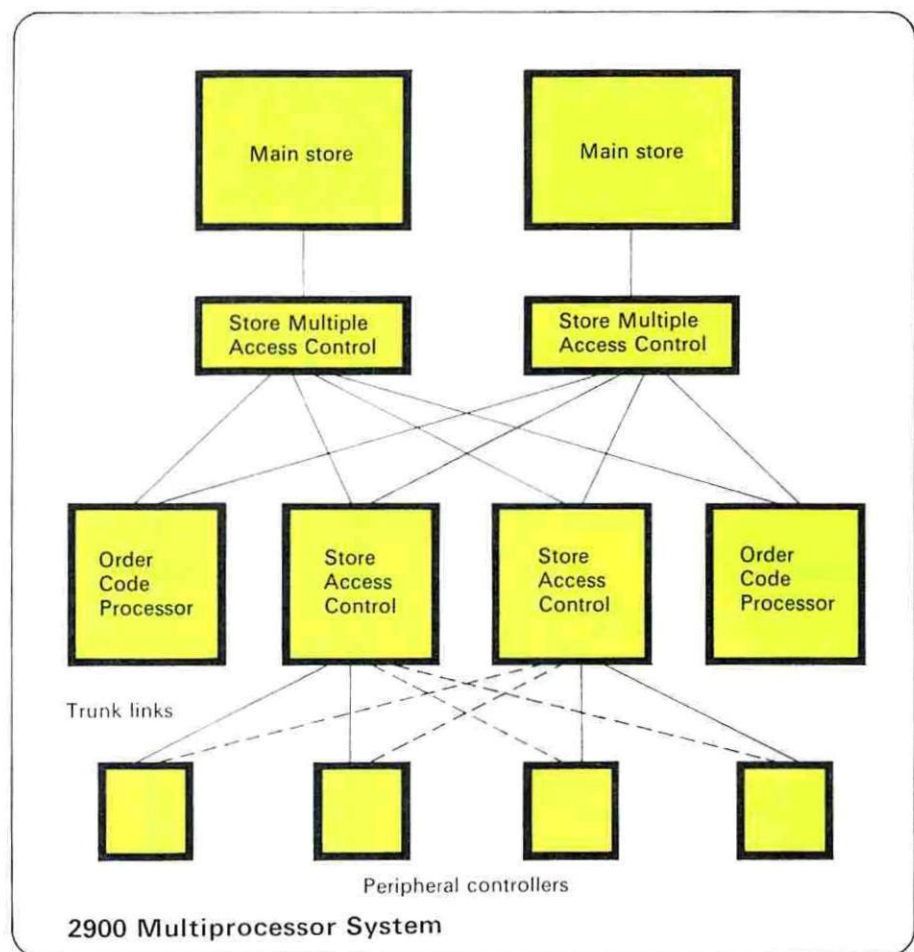 Main store
Main store
Store Multiple
Access Control
Store Multiple
Access Control
Order
Code
Processor
Store
Access
Control
Store
Access
Control
Order
Code
Processor
Trunk links
Peripheral controllers
2900 Multiprocessor System